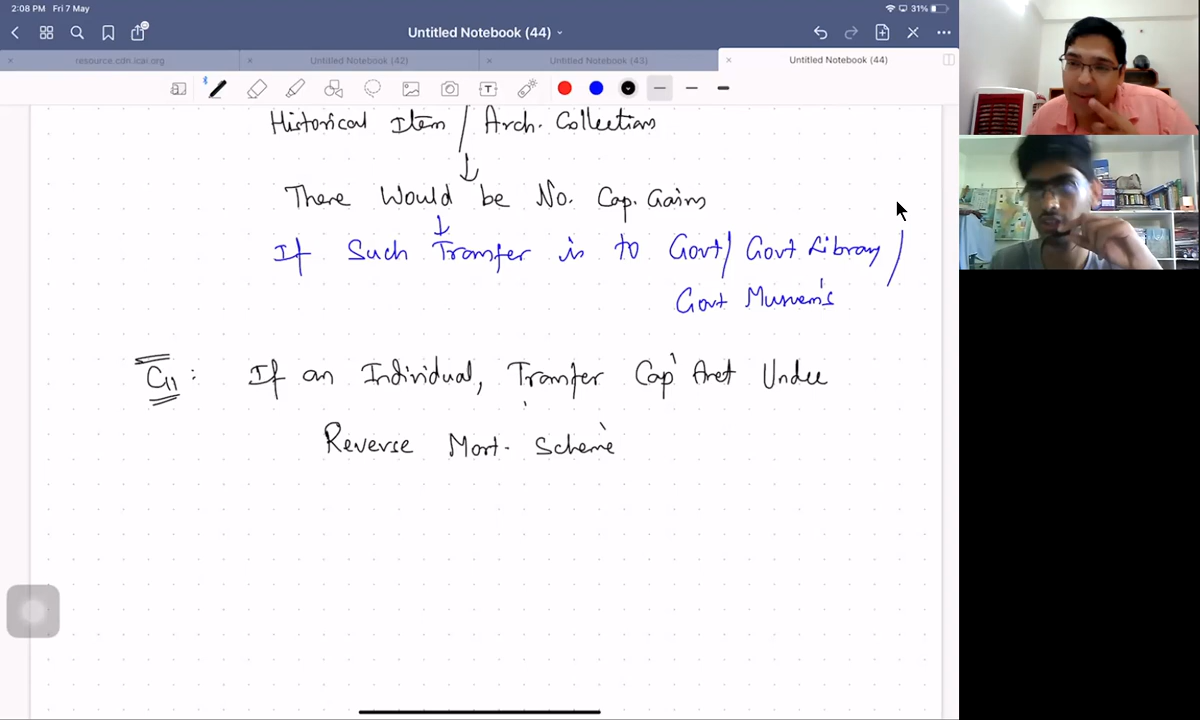 2:08 PM Fri 7 May
31%
Untitled Notebook (44)
resource.cdn.icai.org
Untitled Notebook (42)
Untitled Notebook (43)
Untitled Notebook (44)
Historical Item / Arch. Collections
There Would be No. Cap. Gains
If Such Transfer is to Govt/ Govt Library /
Govt Museum's
C11 : If an Individual, Transfer Cap' Asset Under
Reverse Mort. Scheme